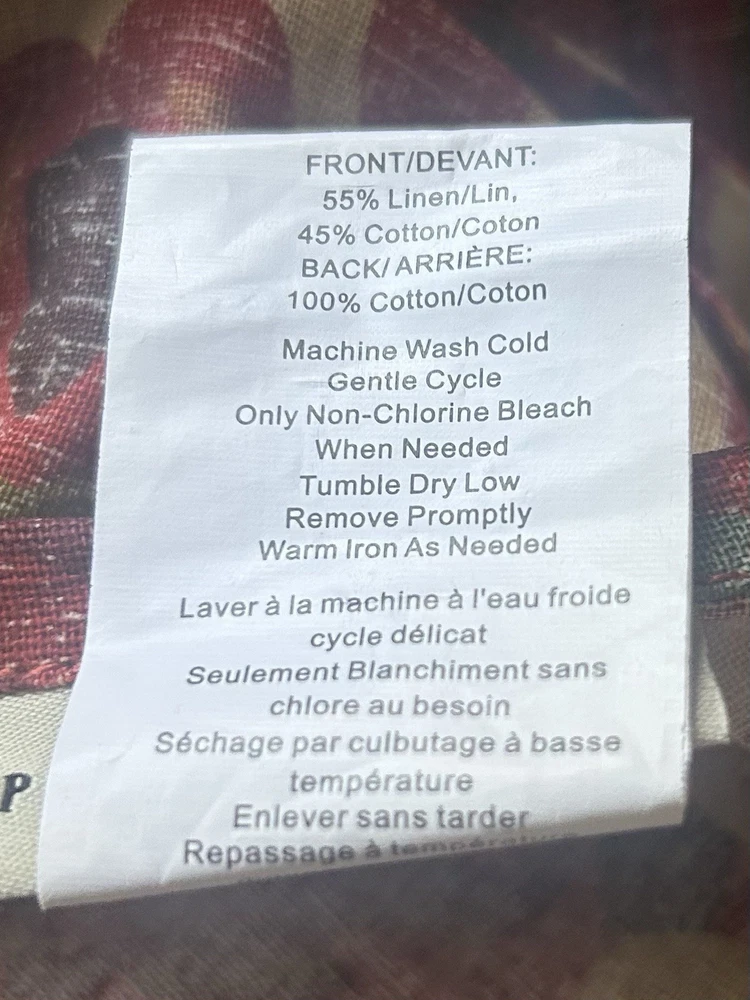 FRONT/DEVANT:
55% Linen/Lin,
45% Cotton/Coton
BACK/ARRIÈRE:
100% Cotton/Coton
Machine Wash Cold
Gentle Cycle
Only Non-Chlorine Bleach
When Needed
Tumble Dry Low
Remove Promptly
Warm Iron As Needed
Laver à la machine à l'eau froide
cycle délicat
Seulement Blanchiment sans
chlore au besoin
Séchage par culbutage à basse
température
Enlever sans tarder
Repassage à température
P